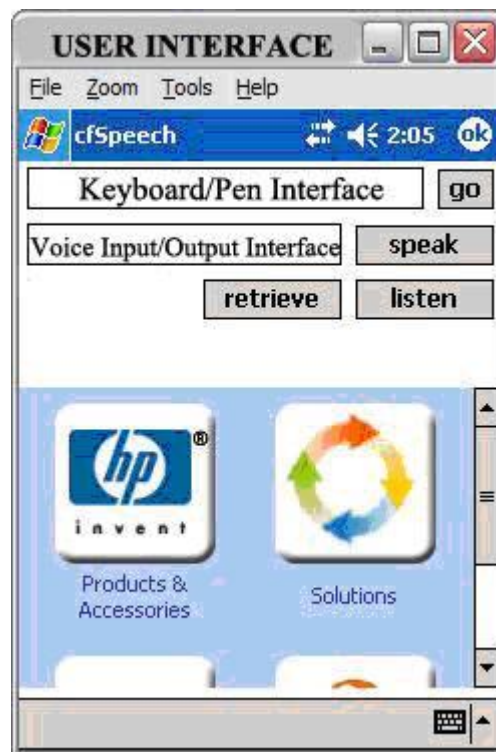 USER INTERFACE
File Zoom Tools Help
cfSpeech 2:05 ok
Keyboard/Pen Interface go
Voice Input/Output Interface speak
retrieve listen
hp ®
invent
Products & Solutions
Accessories